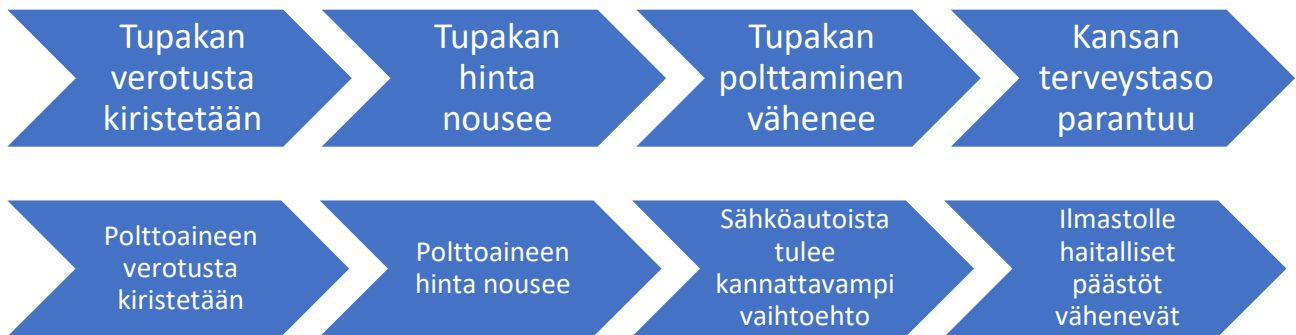 Tupakan
verotusta
kiristetään
Tupakan
hinta
nousee
Tupakan
polttaminen
vähenee
Kansan
terveystaso
parantuu
Polttoaineen
verotusta
kiristetään
Polttoaineen
hinta nousee
Sähköautoista
tulee
kannattavampi
vaihtoehto
Ilmastolle
haitalliset
päästöt
vähenevät